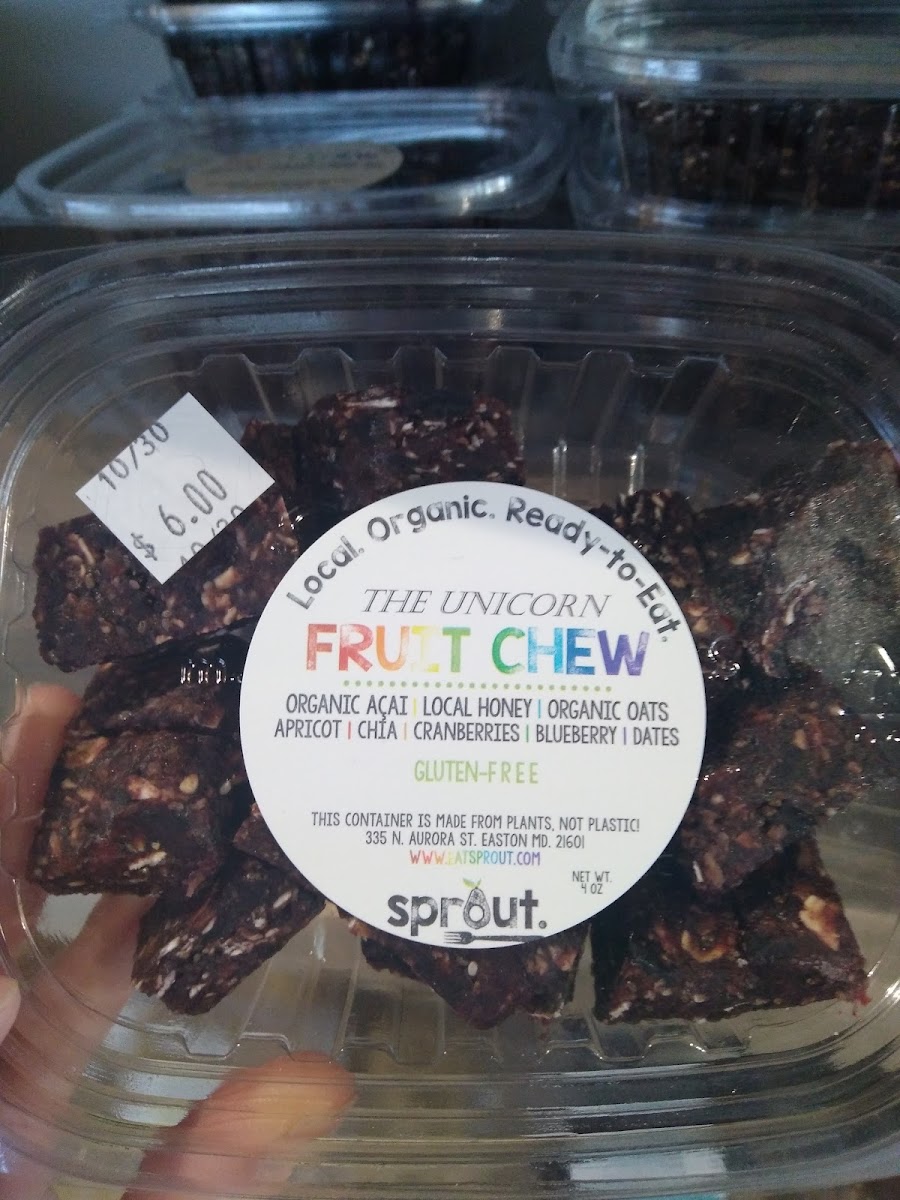 10/30
$ 6.00
Local. Organic. Ready-to-Eat.
THE UNICORN
FRUIT CHEW
ORGANIC AÇAI | LOCAL HONEY | ORGANIC OATS
APRICOT | CHIA | CRANBERRIES | BLUEBERRY | DATES
GLUTEN-FREE
THIS CONTAINER IS MADE FROM PLANTS, NOT PLASTIC!
335 N. AURORA ST. EASTON MD. 21601
WWW.EATSPROUT.COM
NET WT.
4 OZ
sprout.